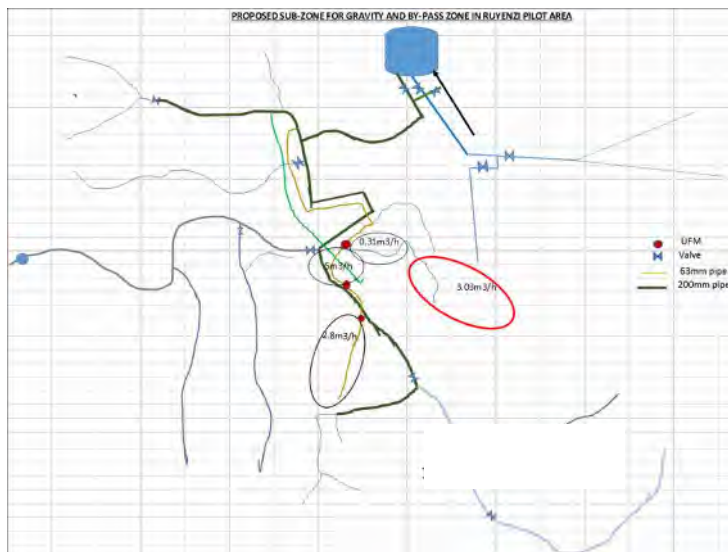 PROPOSED SUB-ZONE FOR GRAVITY AND BY-PASS ZONE IN RUYENZI PILOT AREA
0.31m3/h
5m3/h
3.03m3/h
2.8m3/h
UFM
Valve
63mm pipe
200mm pipe